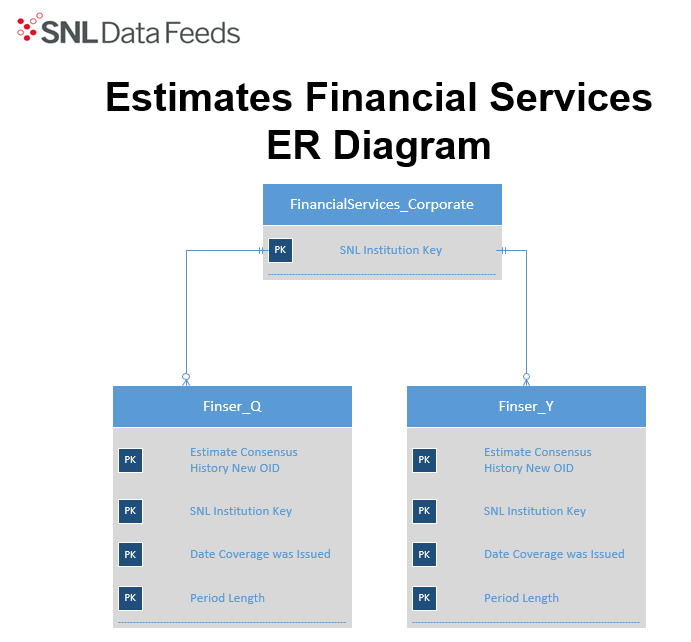 SNL Data Feeds
Estimates Financial Services
ER Diagram
FinancialServices_Corporate
PK SNL Institution Key
Finser_Q
PK Estimate Consensus
History New OID
PK SNL Institution Key
PK Date Coverage was Issued
PK Period Length
Finser_Y
PK Estimate Consensus
History New OID
PK SNL Institution Key
PK Date Coverage was Issued
PK Period Length